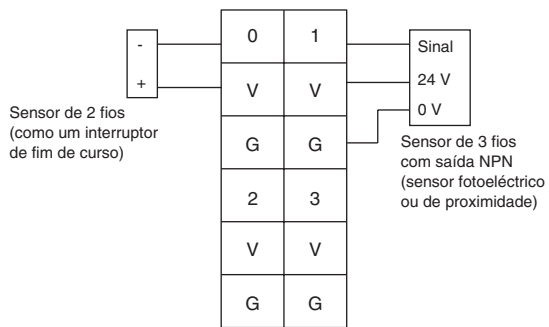 -
+
Sensor de 2 fios
(como um interruptor
de fim de curso)
0 1
V V
G G
2 3
V V
G G
Sinal
24 V
0 V
Sensor de 3 fios
com saída NPN
(sensor fotoeléctrico
ou de proximidade)